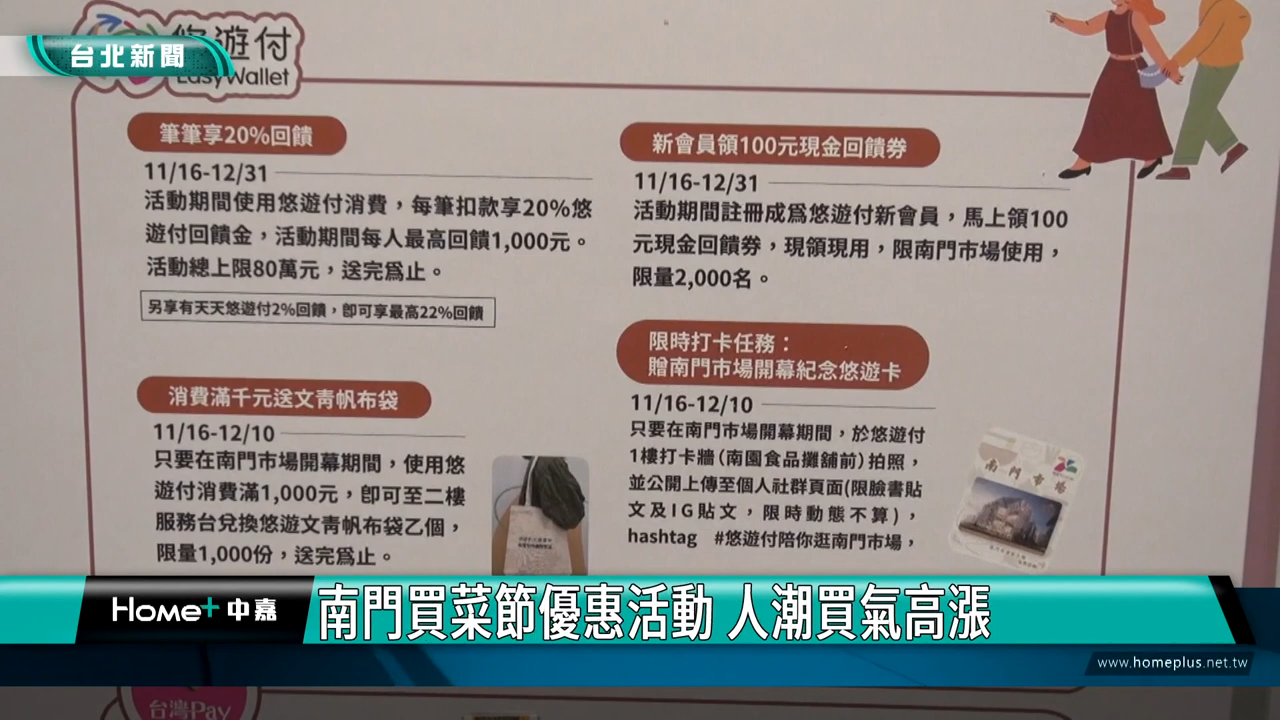 台北新聞
悠遊付
EasyWallet
筆筆享20%回饋
11/16-12/31
活動期間使用悠遊付消費，每筆扣款享20%悠
遊付回饋金，活動期間每人最高回饋1,000元。
活動總上限80萬元，送完為止。
另享有天天悠遊付2%回饋，即可享最高22%回饋
新會員領100元現金回饋券
11/16-12/31
活動期間註冊成為悠遊付新會員，馬上領100
元現金回饋券，現領現用，限南門市場使用，
限量2,000名。
消費滿千元送文青帆布袋
11/16-12/10
只要在南門市場開幕期間，使用悠
遊付消費滿1,000元，即可至二樓
服務台兌換悠遊文青帆布袋乙個，
限量1,000份，送完為止。
限時打卡任務：
贈南門市場開幕紀念悠遊卡
11/16-12/10
只要在南門市場開幕期間，於悠遊付
1樓打卡牆(南園食品攤舖前)拍照，
並公開上傳至個人社群頁面(限臉書貼
文及IG貼文，限時動態不算)，
hashtag #悠遊付陪你逛南門市場，
南門市場
Home+中嘉
南門買菜節優惠活動 人潮買氣高漲
www.homeplus.net.tw
台灣Pay